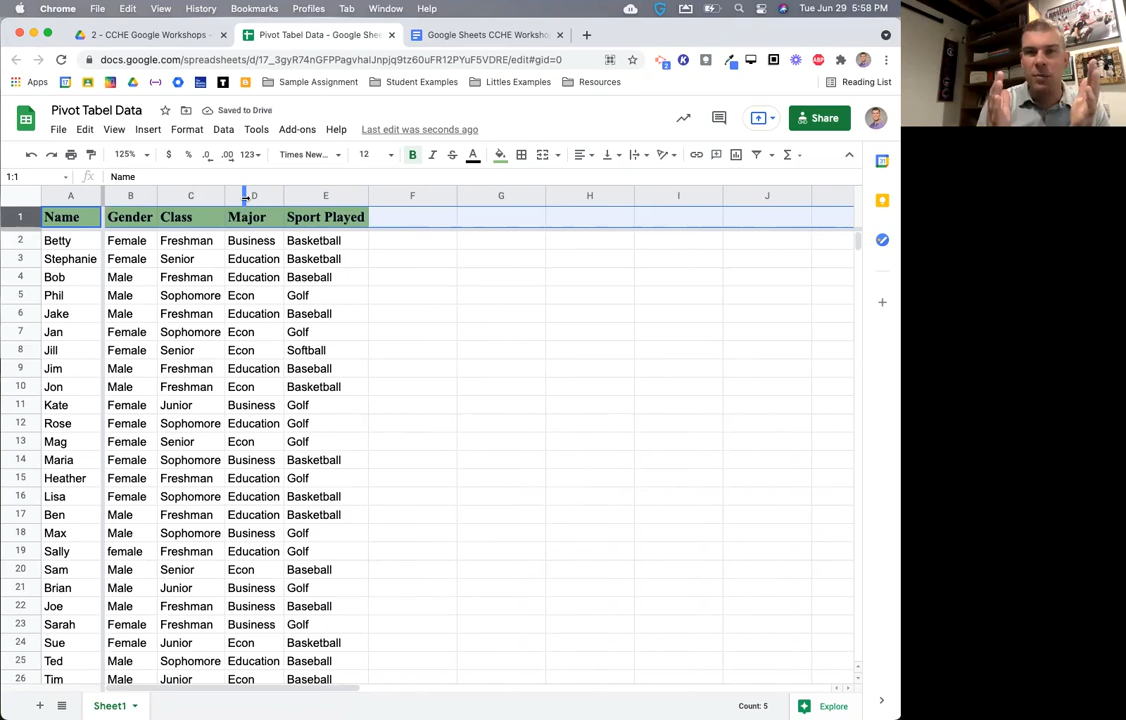 Chrome File Edit View History Bookmarks Profiles Tab Window Help Tue Jun 29 5:58 PM
2 - CCHE Google Workshops - Pivot Tabel Data - Google Shee Google Sheets CCHE Worksho
docs.google.com/spreadsheets/d/17_3gyR74nGFPPagvhalJnpjq9tz60uFR12PYuF5VDRE/edit#gid=0
Apps Sample Assignment Student Examples Littles Examples Resources Reading List
Pivot Tabel Data Saved to Drive
File Edit View Insert Format Data Tools Add-ons Help Last edit was seconds ago Share
125% $ % .0 .00 123 Times New... 12 B I S A
1:1 fx Name
A B C D E F G H I J
1 Name Gender Class Major Sport Played
2 Betty Female Freshman Business Basketball
3 Stephanie Female Senior Education Basketball
4 Bob Male Freshman Education Baseball
5 Phil Male Sophomore Econ Golf
6 Jake Male Freshman Education Baseball
7 Jan Female Sophomore Econ Golf
8 Jill Female Senior Econ Softball
9 Jim Male Freshman Education Baseball
10 Jon Male Freshman Econ Basketball
11 Kate Female Junior Business Golf
12 Rose Female Sophomore Education Golf
13 Mag Female Senior Econ Golf
14 Maria Female Sophomore Business Basketball
15 Heather Female Freshman Education Golf
16 Lisa Female Sophomore Education Basketball
17 Ben Male Freshman Education Basketball
18 Max Male Sophomore Business Golf
19 Sally female Freshman Education Golf
20 Sam Male Senior Econ Baseball
21 Brian Male Junior Business Golf
22 Joe Male Freshman Business Baseball
23 Sarah Female Freshman Business Golf
24 Sue Female Junior Econ Basketball
25 Ted Male Sophomore Education Baseball
26 Tim Male Junior Econ Baseball
Sheet1 Count: 5 Explore